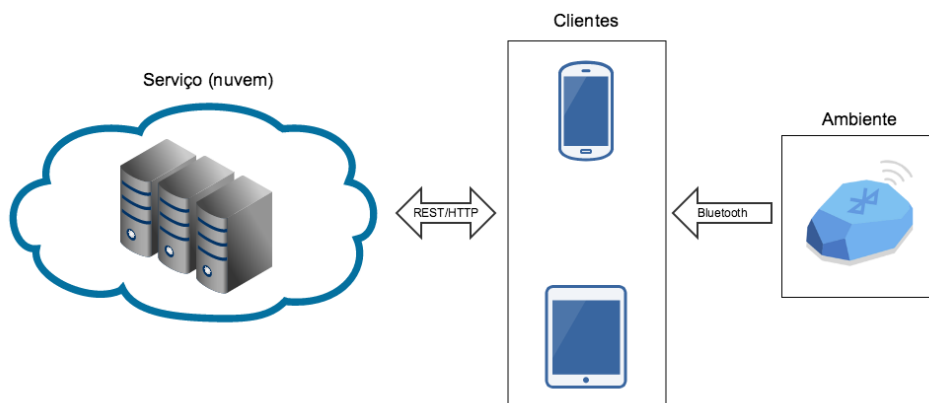 Clientes
Serviço (nuvem)
Ambiente
REST/HTTP
Bluetooth